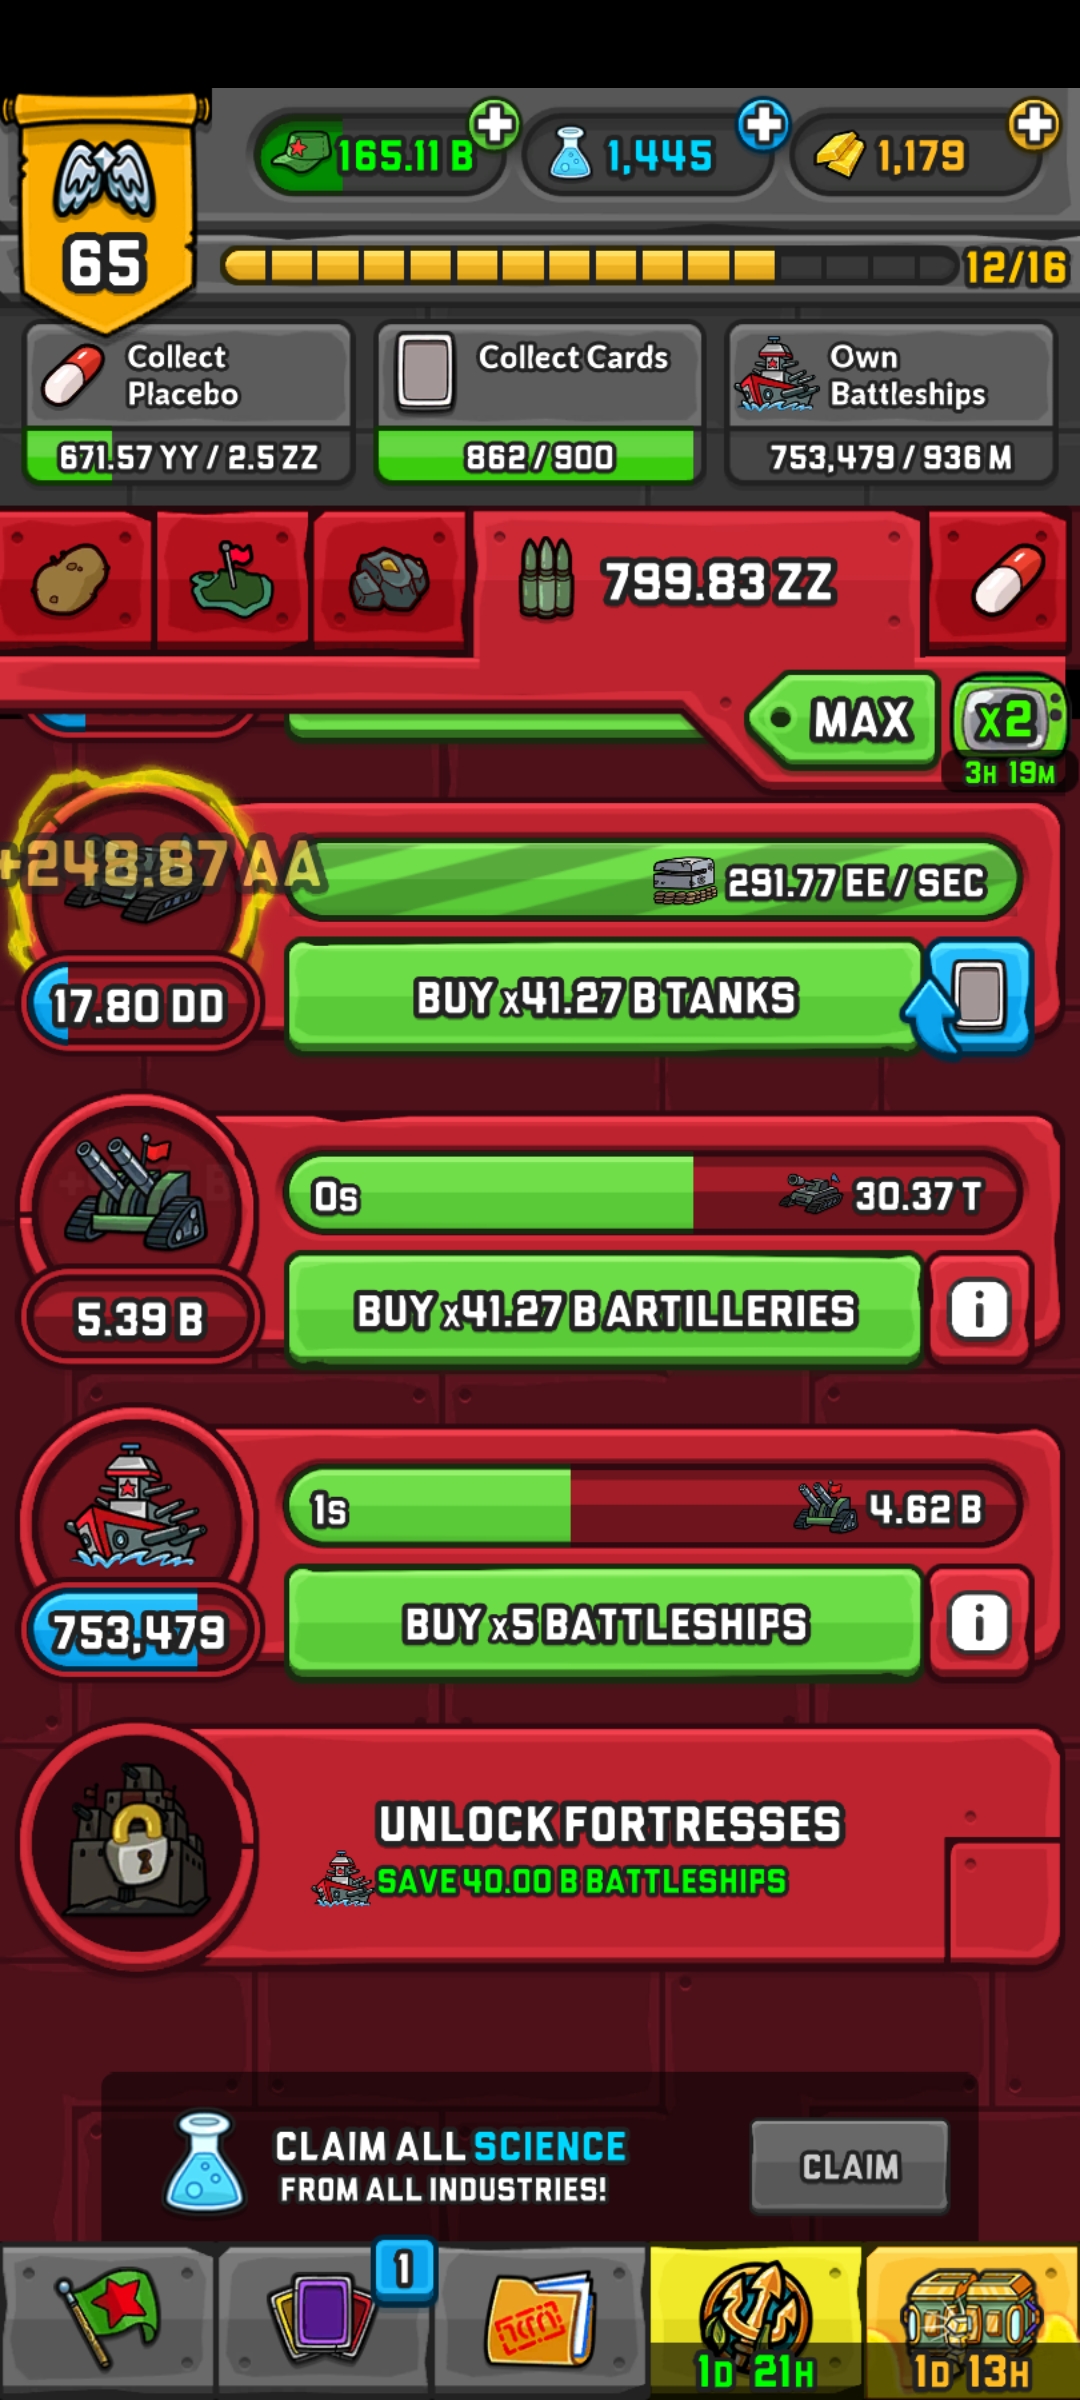 165.11 B
1,445
1,179
65
12/16
Collect
Placebo
671.57 YY / 2.5 ZZ
Collect Cards
862/900
Own
Battleships
753,479 / 936 M
799.83 ZZ
MAX
x2
3H 19M
+248.87 AA
291.77 EE / SEC
17.80 DD
BUY x41.27 B TANKS
0s
30.37 T
5.39 B
BUY x41.27 B ARTILLERIES
i
1s
4.62 B
753,479
BUY x5 BATTLESHIPS
i
UNLOCK FORTRESSES
SAVE 40.00 B BATTLESHIPS
CLAIM ALL SCIENCE
FROM ALL INDUSTRIES!
CLAIM
1
1D 21H
1D 13H